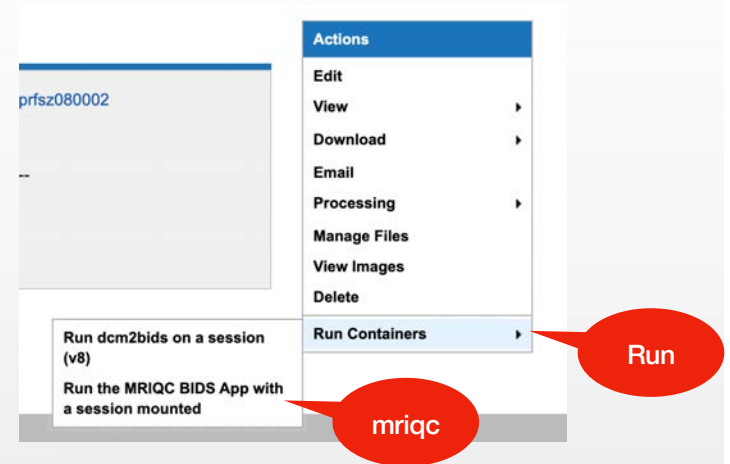 Actions
Edit
prfsz080002
View
Download
--
Email
Processing
Manage Files
View Images
Delete
Run dcm2bids on a session
(v8)
Run Containers
Run
Run the MRIQC BIDS App with
a session mounted
mriqc